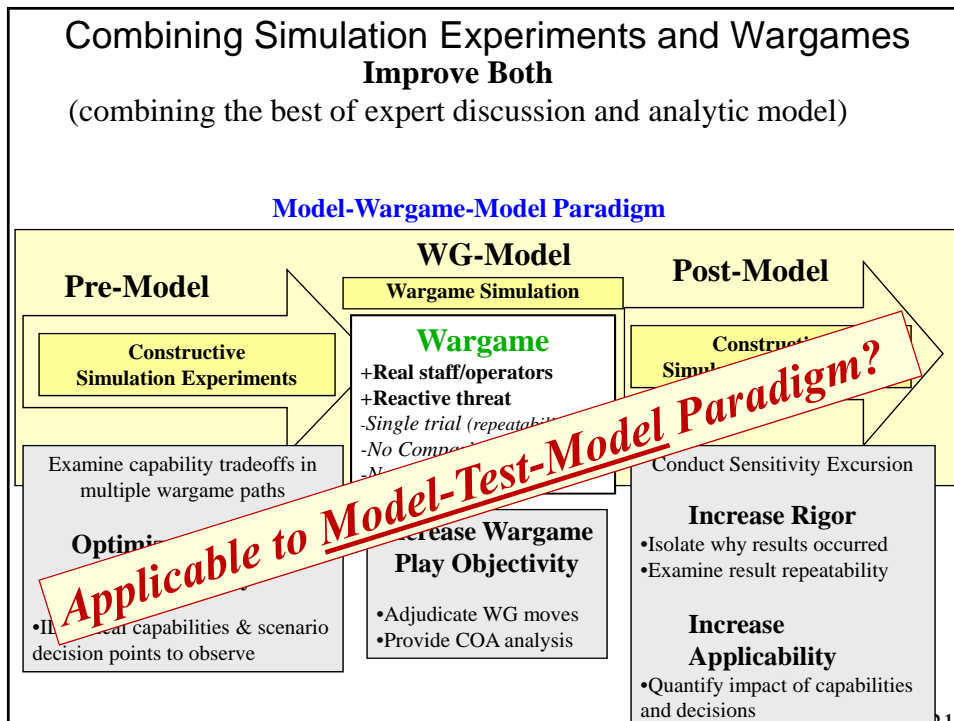 Combining Simulation Experiments and Wargames
Improve Both
(combining the best of expert discussion and analytic model)
Model-Wargame-Model Paradigm
Pre-Model
Constructive
Simulation Experiments
Examine capability tradeoffs in
multiple wargame paths
capabilities & scenario
decision points to observe
WG-Model
Wargame Simulation
Wargame
+Real staff/operators
+Reactive threat
-Single trial
-No
Wargame
Play Objectivity
•Adjudicate WG moves
•Provide COA analysis
Post-Model
Conduct Sensitivity Excursion
Increase Rigor
•Isolate why results occurred
•Examine result repeatability
Increase
Applicability
•Quantify impact of capabilities
and decisions
Applicable to Model-Test-Model Paradigm?